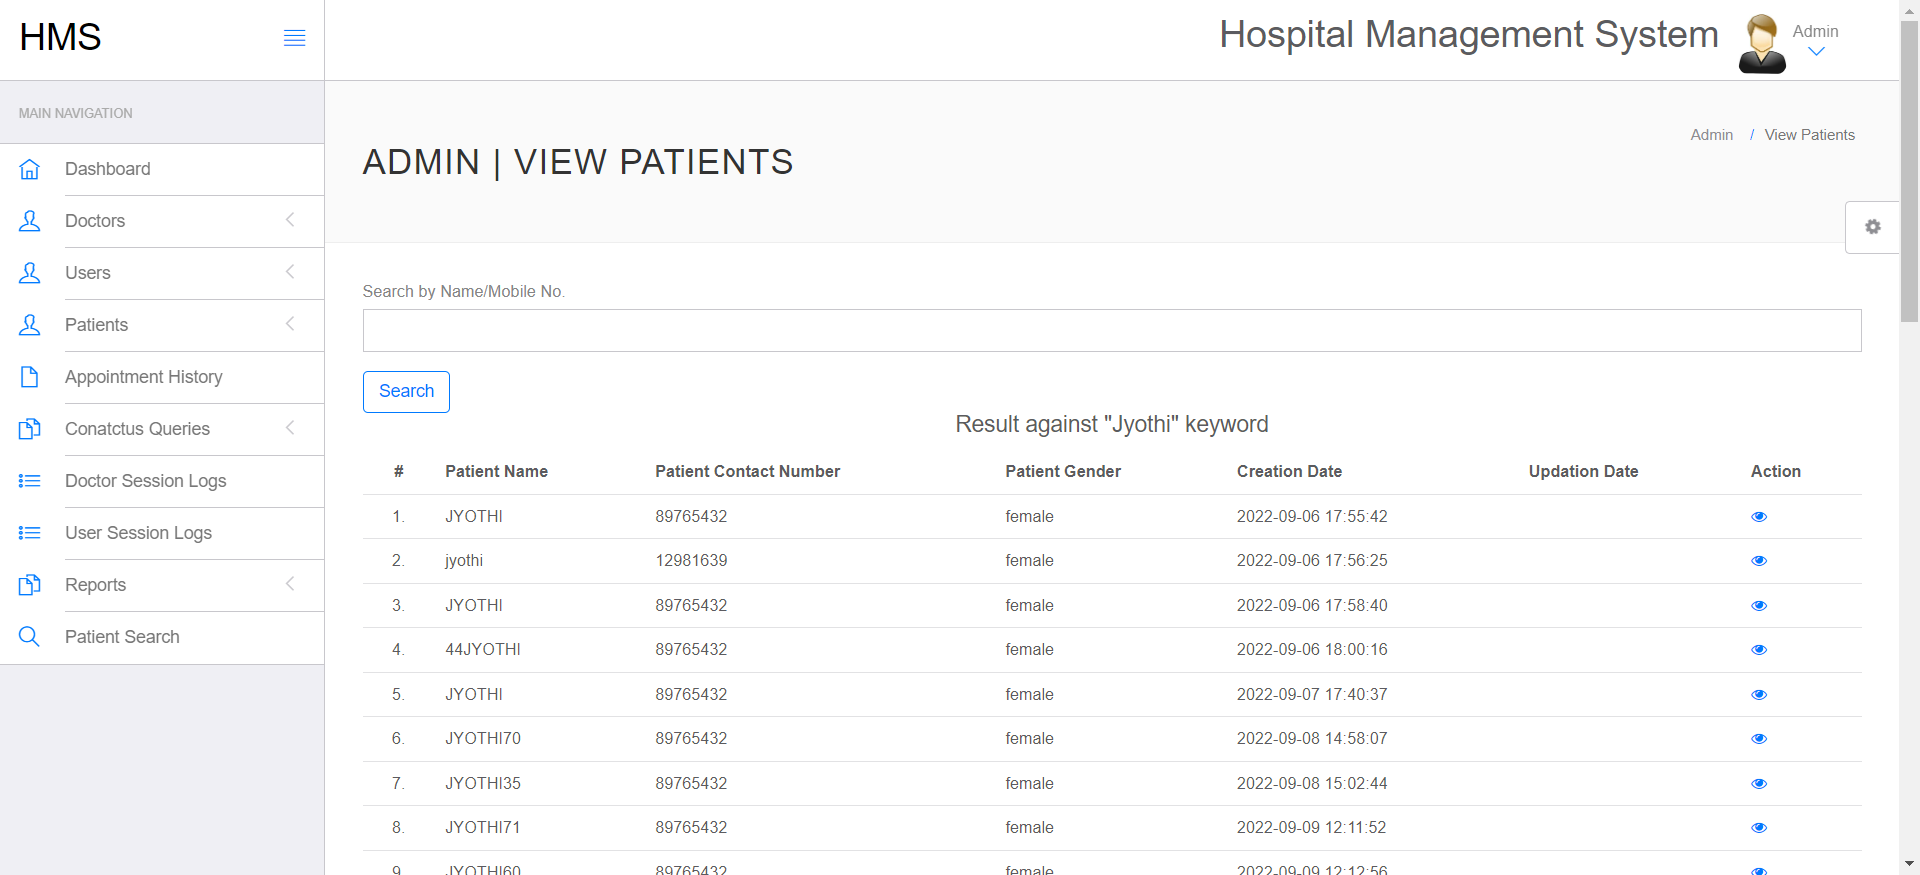 HMS
Hospital Management System
Admin
MAIN NAVIGATION
Dashboard
Doctors
Users
Patients
Appointment History
Conatctus Queries
Doctor Session Logs
User Session Logs
Reports
Patient Search
ADMIN | VIEW PATIENTS
Admin / View Patients
Search by Name/Mobile No.
Search
Result against "Jyothi" keyword
# Patient Name Patient Contact Number Patient Gender Creation Date Updation Date Action
1. JYOTHI 89765432 female 2022-09-06 17:55:42
2. jyothi 12981639 female 2022-09-06 17:56:25
3. JYOTHI 89765432 female 2022-09-06 17:58:40
4. 44JYOTHI 89765432 female 2022-09-06 18:00:16
5. JYOTHI 89765432 female 2022-09-07 17:40:37
6. JYOTHI70 89765432 female 2022-09-08 14:58:07
7. JYOTHI35 89765432 female 2022-09-08 15:02:44
8. JYOTHI71 89765432 female 2022-09-09 12:11:52
9. JYOTHI60 89765432 female 2022-09-09 12:12:56